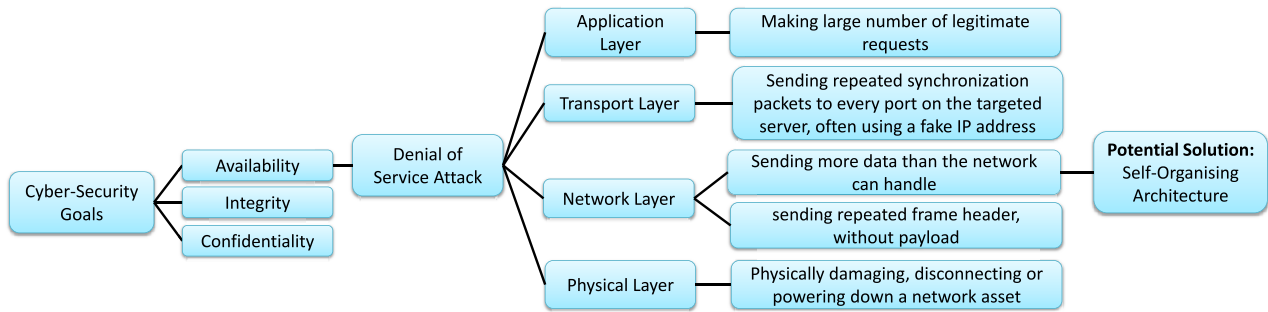 Cyber-Security
Goals
Availability
Integrity
Confidentiality
Denial of
Service Attack
Application
Layer
Making large number of legitimate
requests
Transport Layer
Sending repeated synchronization
packets to every port on the targeted
server, often using a fake IP address
Network Layer
Sending more data than the network
can handle
sending repeated frame header,
without payload
Physical Layer
Physically damaging, disconnecting or
powering down a network asset
Potential Solution:
Self-Organising
Architecture